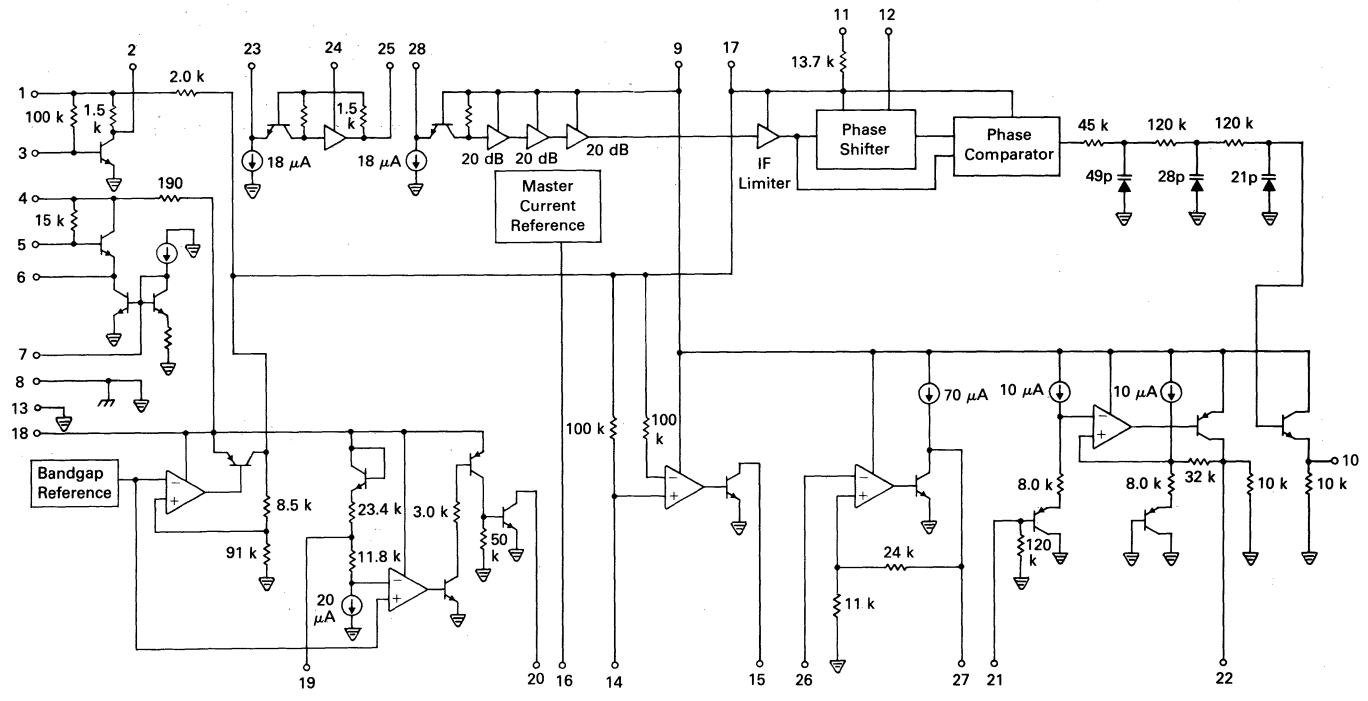 11
12
2
23
24
25
28
9
17
2.0 k
13.7 k
1
100 k
1.5
k
1.5
k
Phase
Shifter
Phase
Comparator
45 k
120 k
120 k
3
18 μA
18 μA
20 dB
20 dB
20 dB
IF
Limiter
49p
28p
21p
190
4
15 k
Master
Current
Reference
5
6
7
8
13
18
70 μA
10 μA
10 μA
100 k
100
k
Bandgap
Reference
−
+
8.5 k
91 k
23.4 k
3.0 k
11.8 k
50
k
20
μA
−
+
−
+
−
+
24 k
11 k
−
+
8.0 k
8.0 k
32 k
10 k
10 k
10
120
k
19
20
16
14
15
26
27
21
22